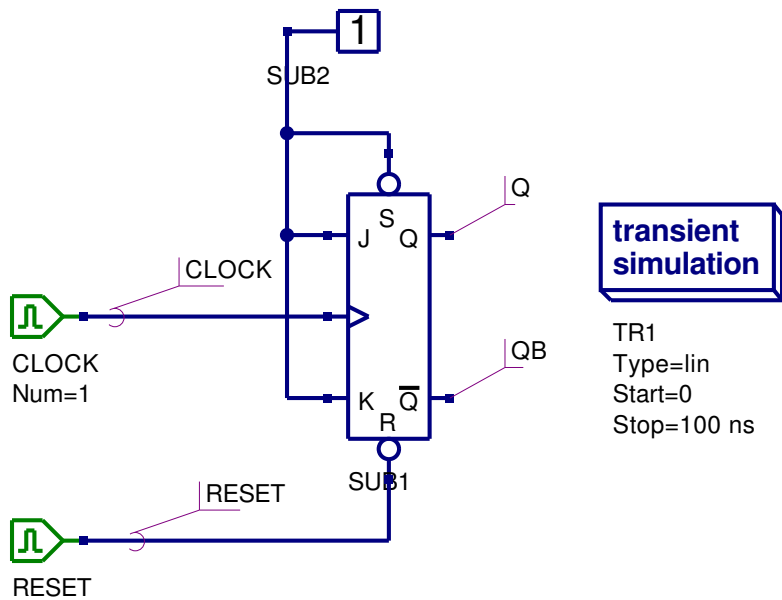 1
SUB2
S
J
Q
K
Q
R
SUB1
Q
QB
CLOCK
CLOCK
Num=1
RESET
RESET
transient
simulation
TR1
Type=lin
Start=0
Stop=100 ns